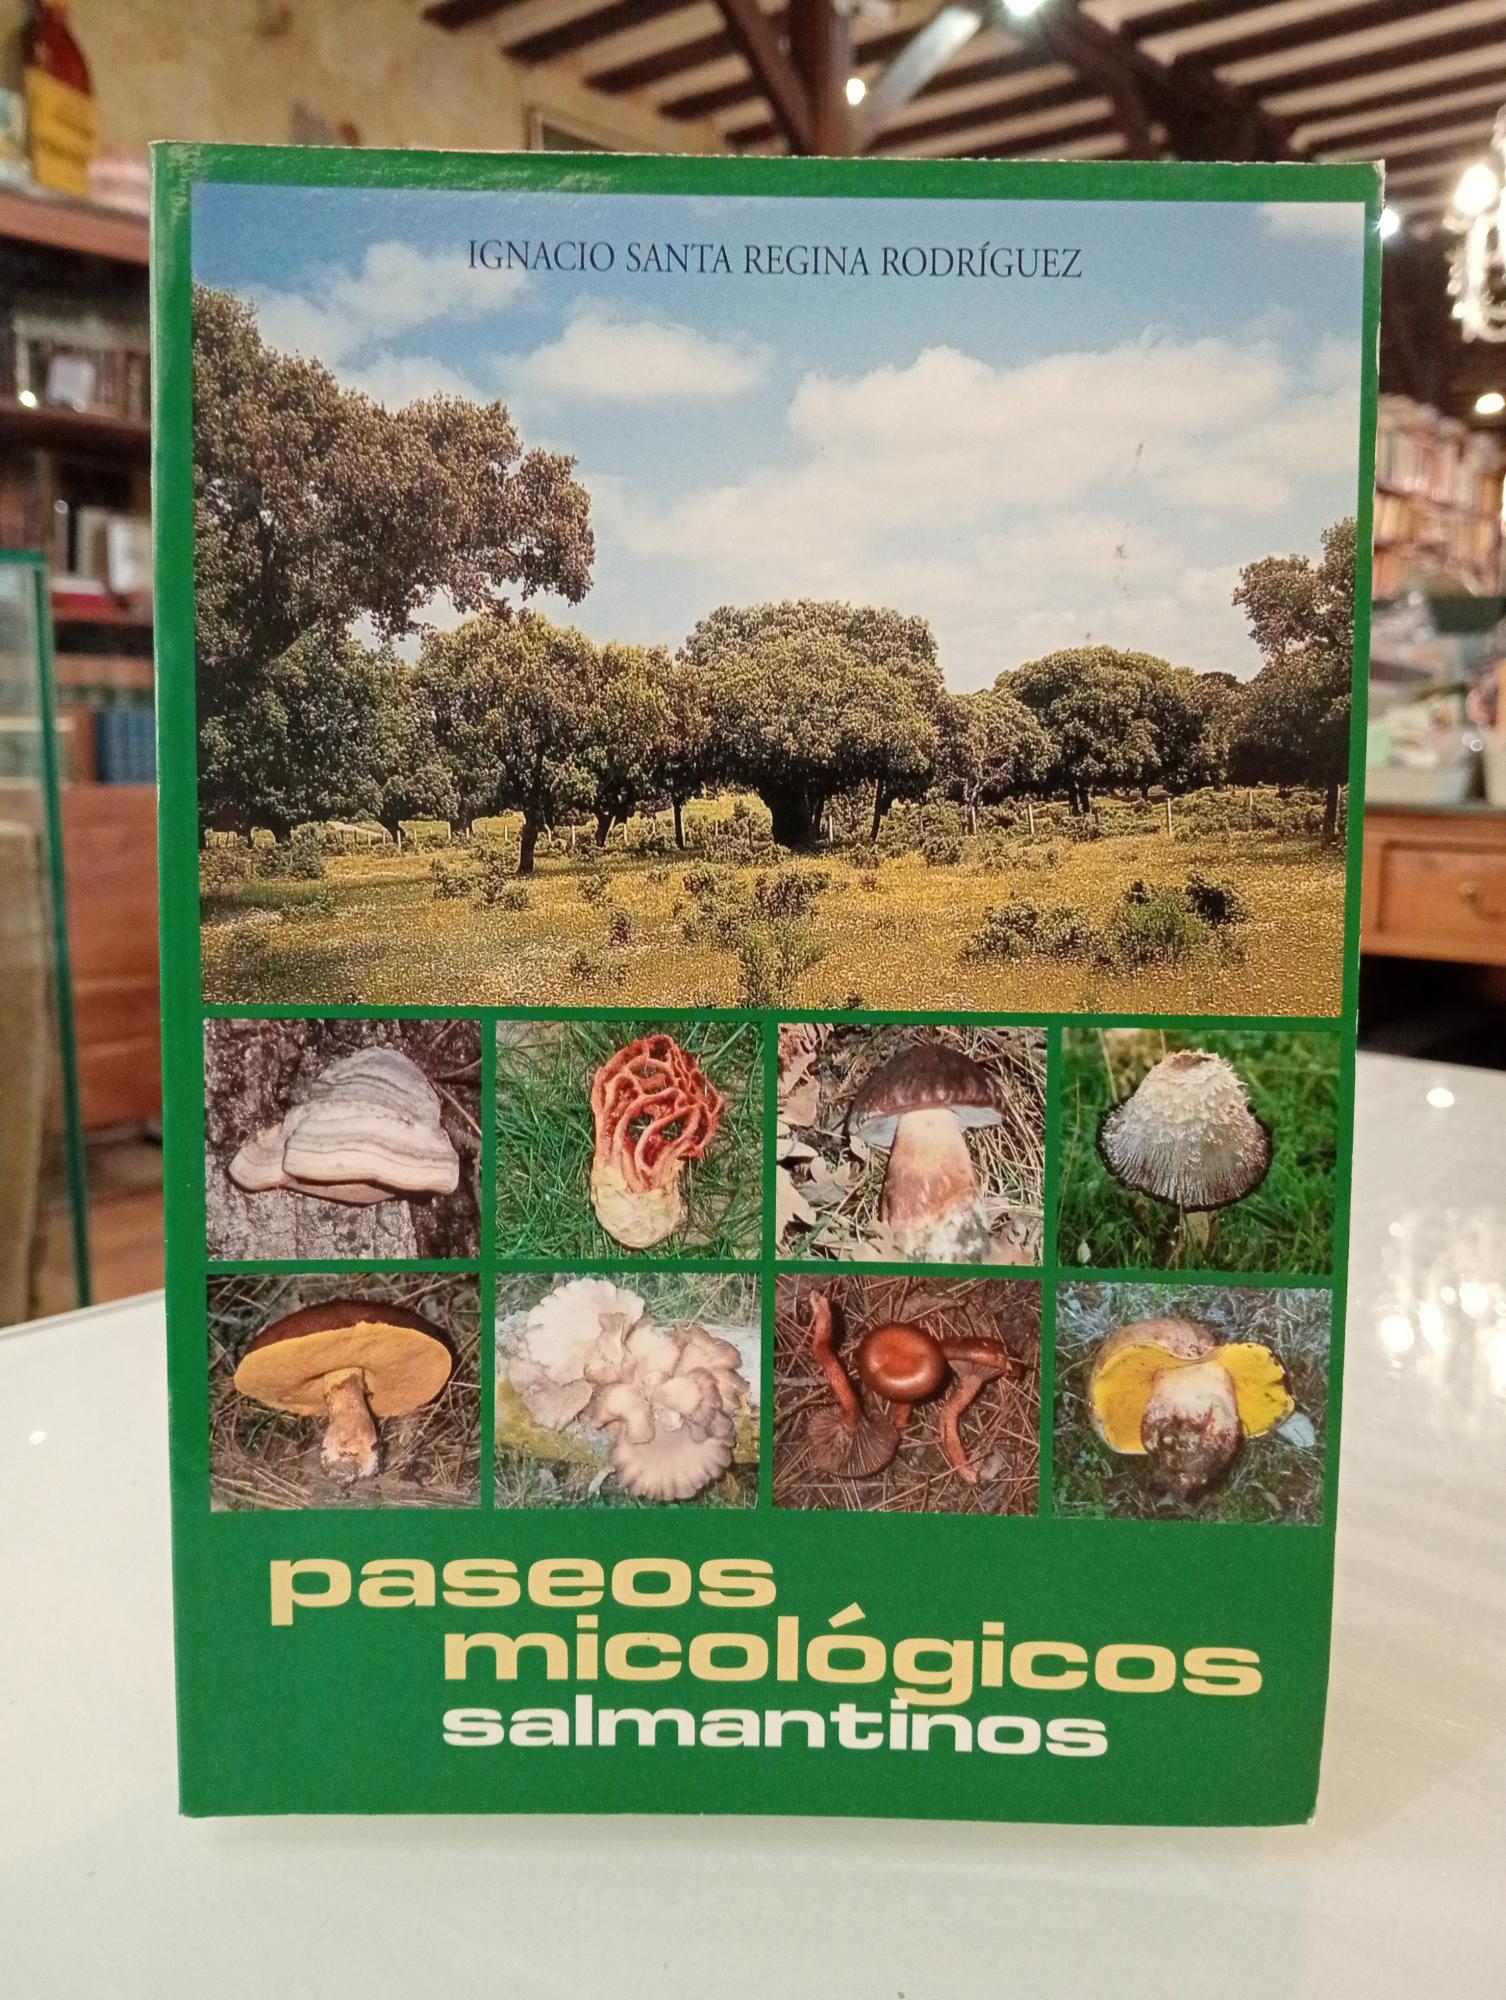 IGNACIO SANTA REGINA RODRÍGUEZ
paseos
micológicos
salmantinos